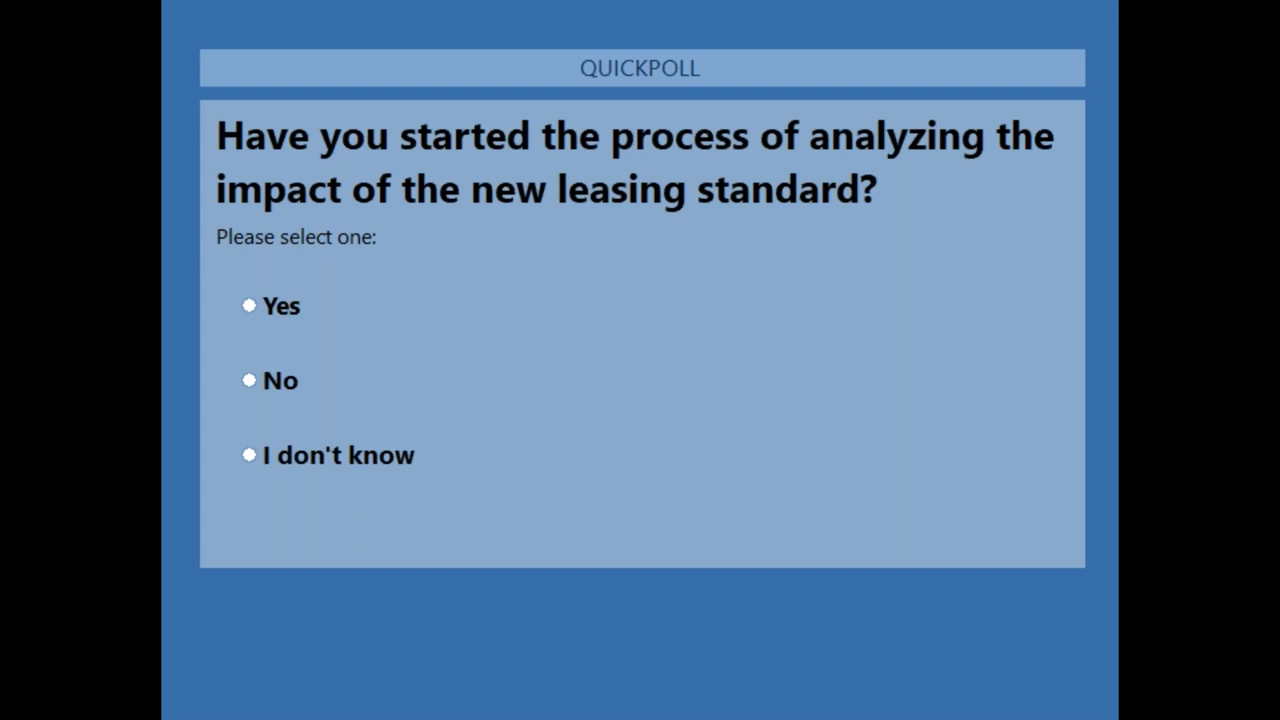 QUICKPOLL
Have you started the process of analyzing the
impact of the new leasing standard?
Please select one:
Yes
No
I don't know